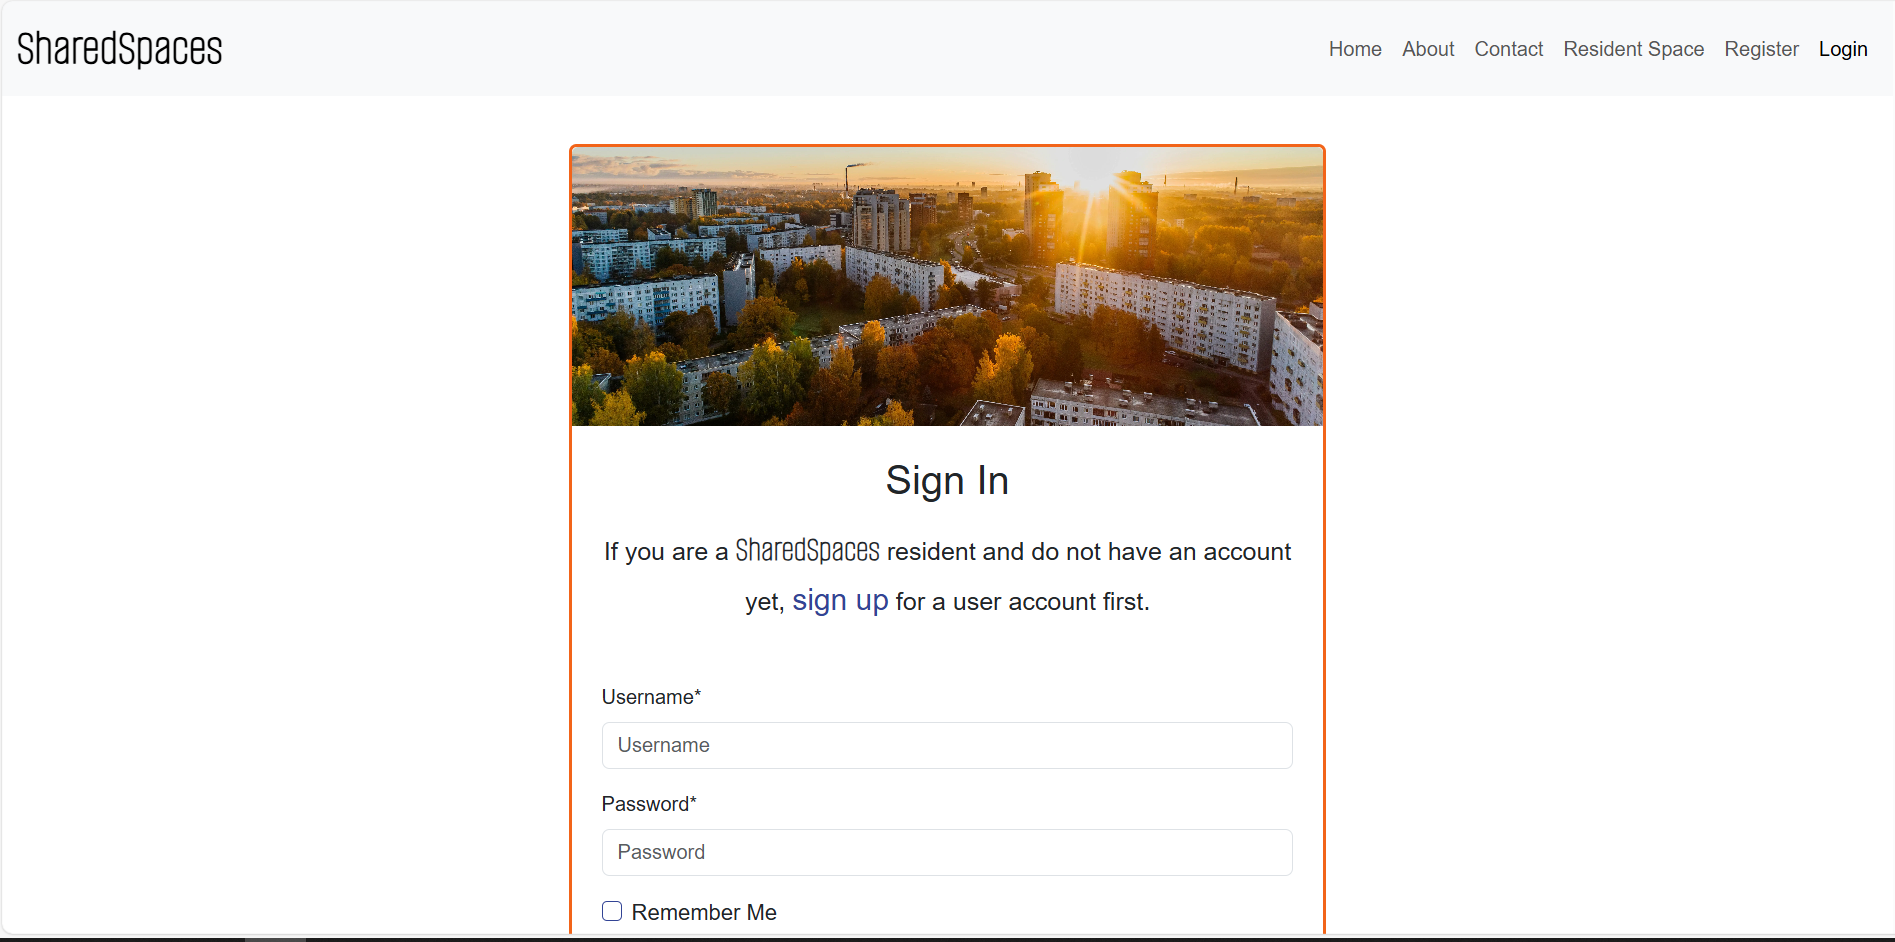 SharedSpaces
Home About Contact Resident Space Register Login
Sign In
If you are a SharedSpaces resident and do not have an account
yet, sign up for a user account first.
Username*
Username
Password*
Password
Remember Me